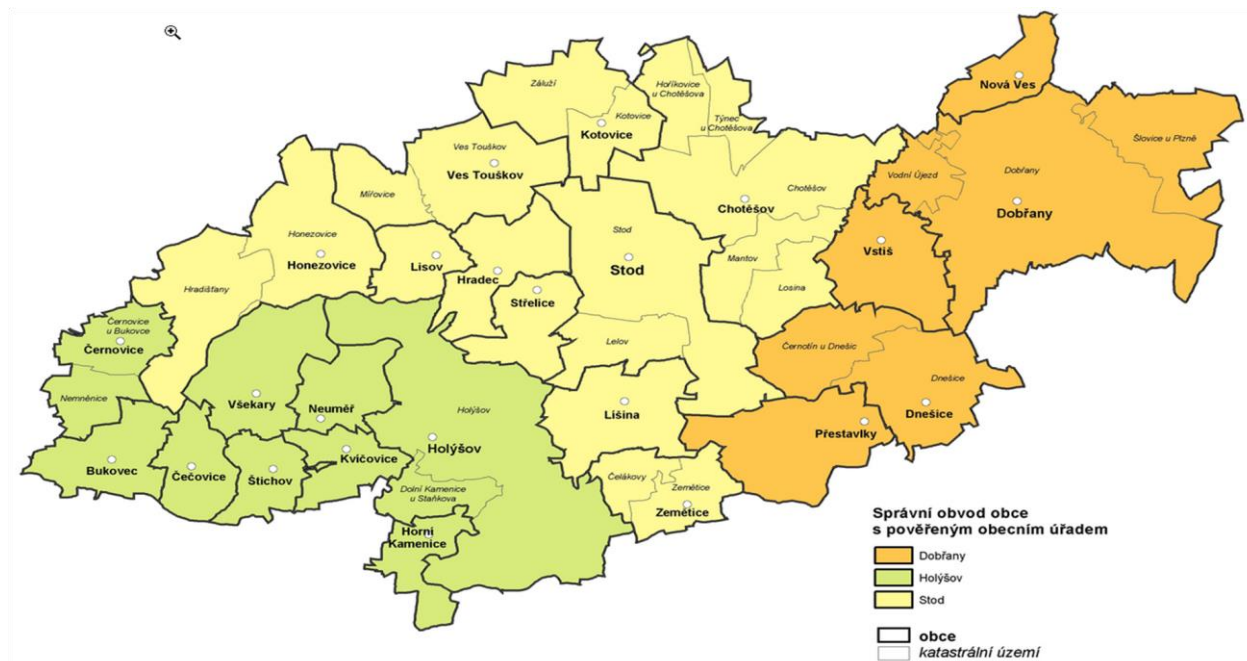 Nová Ves
Záluží
Hoříkovice
u Chotěšova
Kotovice
Kotovice
Týnec
u Chotěšova
Šlovice u Plzně
Ves Touškov
Ves Touškov
Vodní Újezd
Dobřany
Dobřany
Mířovice
Chotěšov
Chotěšov
Honezovice
Honezovice
Stod
Stod
Vstiš
Lisov
Hradec
Mantov
Losina
Hradišťany
Střelice
Černovice
u Bukovce
Černovice
Lelov
Černotín u Dnešic
Dnešice
Dnešice
Nemněnice
Všekary
Neuměř
Holýšov
Holýšov
Lišina
Přestavlky
Bukovec
Čečovice
Štichov
Kvíčovice
Čelákovy
Zemětice
Zemětice
Dolní Kamenice
u Staňkova
Horní
Kamenice
Správní obvod obce
s pověřeným obecním úřadem
Dobřany
Holýšov
Stod
obce
katastrální území